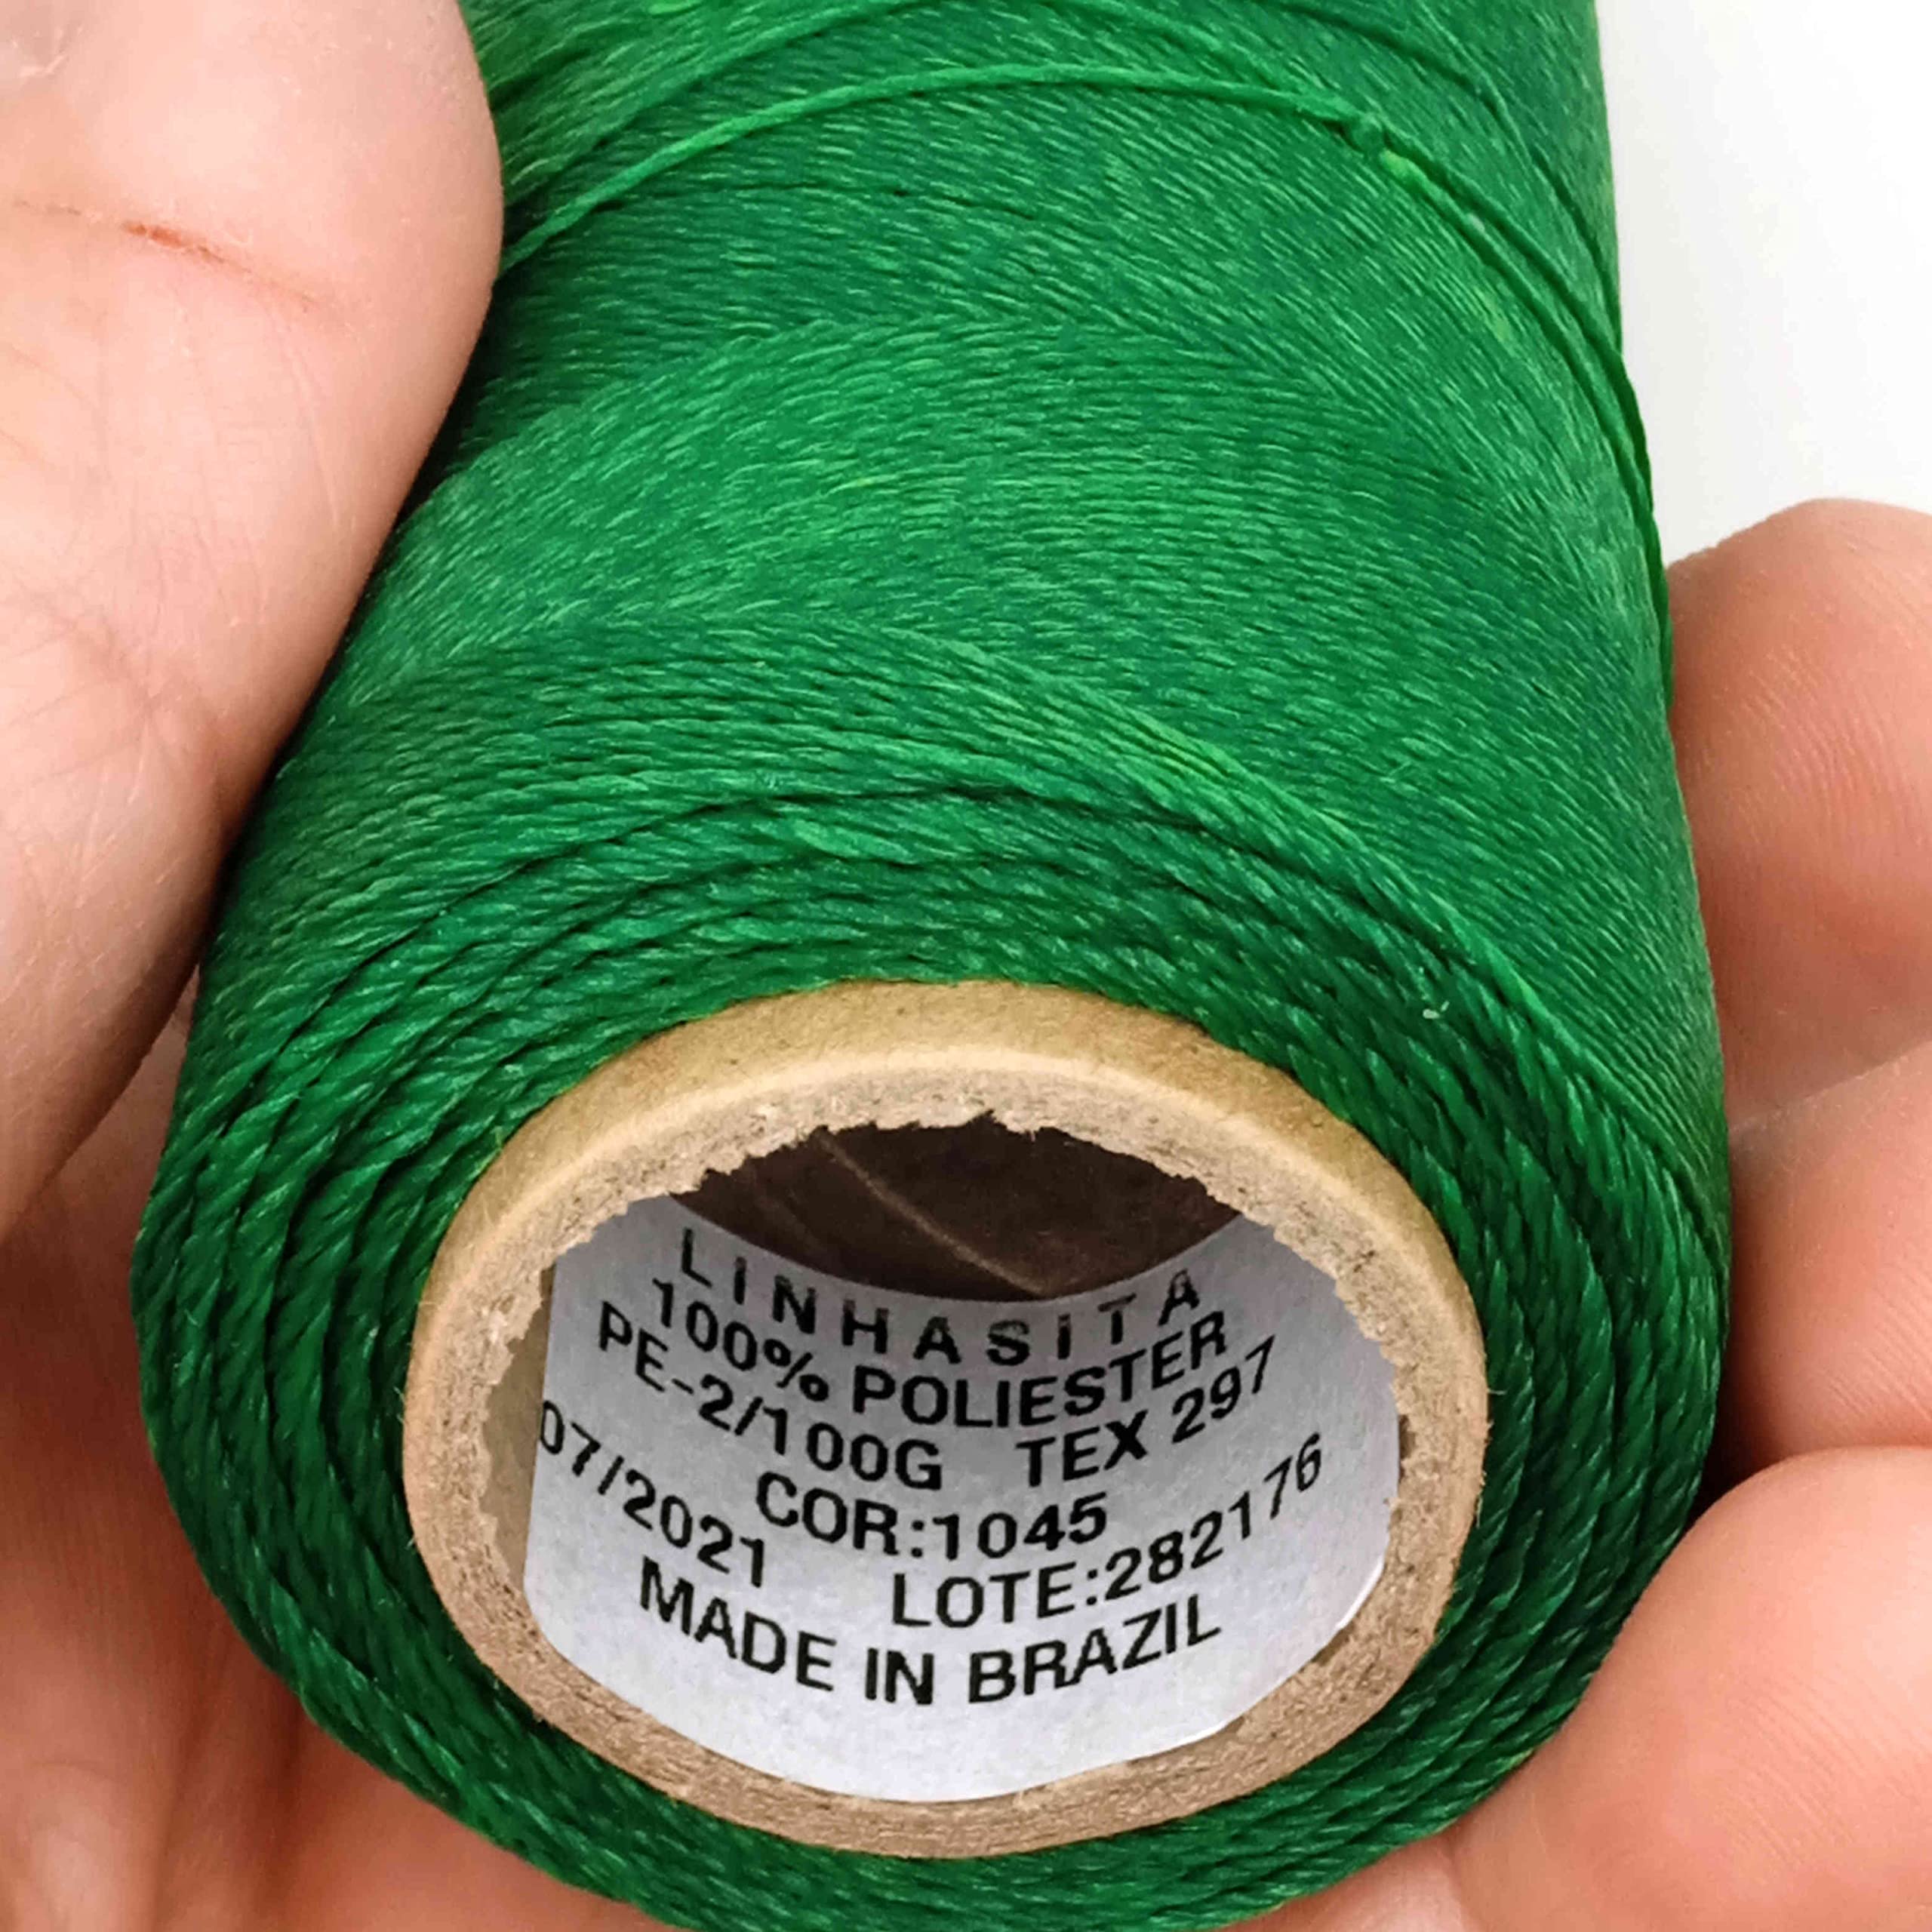 LINHASITA
100% POLIESTER
PE-2/100G TEX 297
COR:1045
07/2021 LOTE:282176
MADE IN BRAZIL